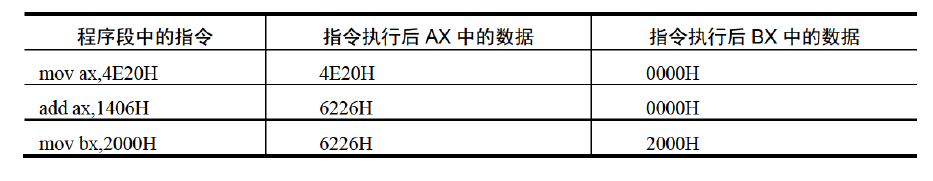 程序段中的指令 指令执行后 AX 中的数据 指令执行后 BX 中的数据
mov ax,4E20H 4E20H 0000H
add ax,1406H 6226H 0000H
mov bx,2000H 6226H 2000H